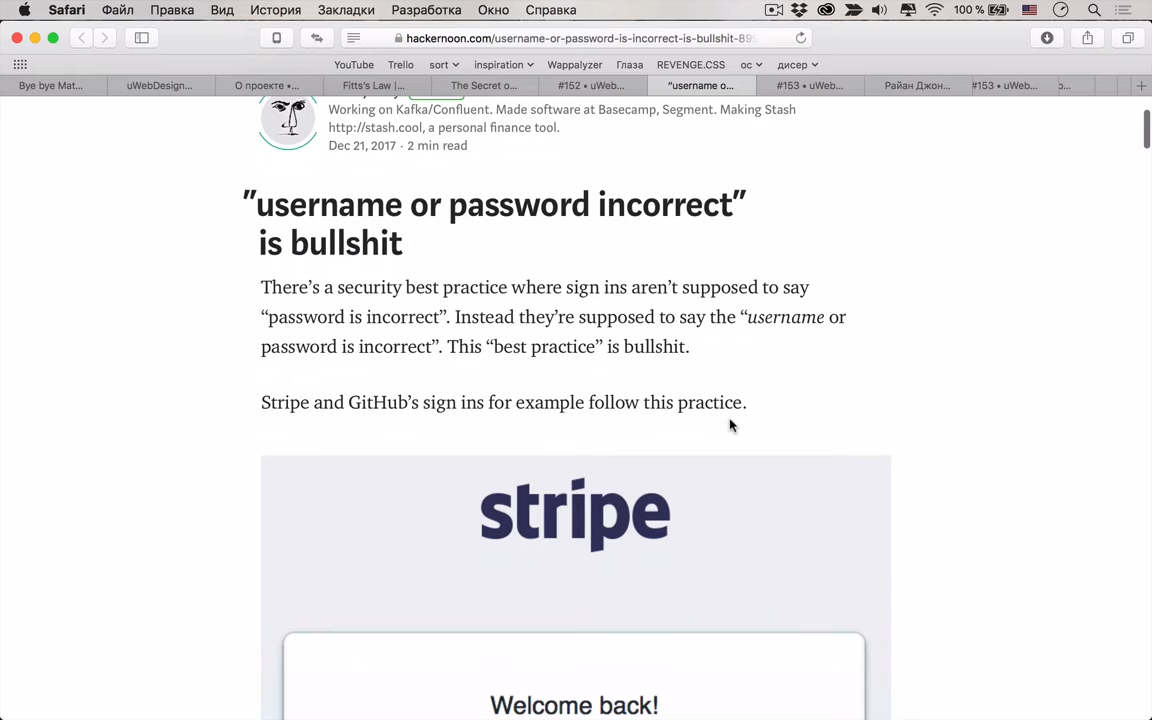 Safari Файл Правка Вид История Закладки Разработка Окно Справка 100 %
hackernoon.com/username-or-password-is-incorrect-is-bullshit-89
YouTube Trello sort inspiration Wappalyzer Глаза REVENGE.CSS ос дисер
Bye bye Mat... uWebDesign... О проекте •... Fitts's Law |... The Secret o... #152 • uWeb... “username o... #153 • uWeb... Райан Джон... #153 • uWeb...
Working on Kafka/Confluent. Made software at Basecamp, Segment. Making Stash
http://stash.cool, a personal finance tool.
Dec 21, 2017 · 2 min read
”username or password incorrect”
is bullshit
There’s a security best practice where sign ins aren’t supposed to say
“password is incorrect”. Instead they’re supposed to say the “username or
password is incorrect”. This “best practice” is bullshit.
Stripe and GitHub’s sign ins for example follow this practice.
stripe
Welcome back!